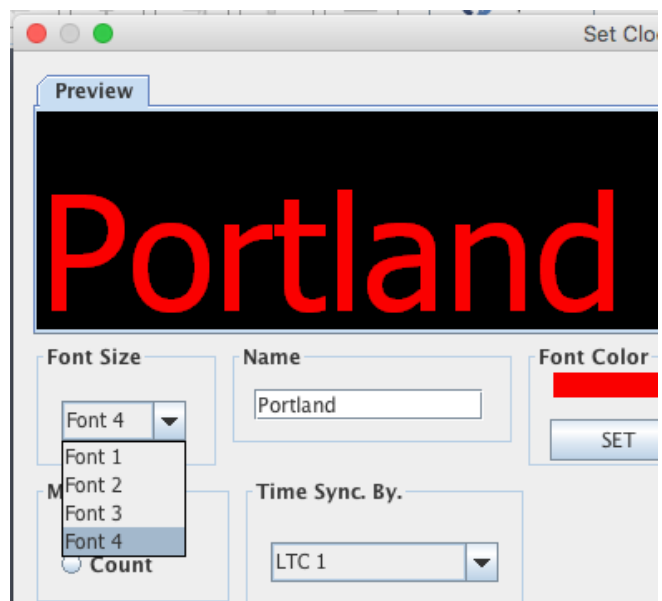 Set Clo
Preview
Portland
Font Size
Name
Font Color
Font 4
Portland
SET
Font 1
Font 2
Font 3
Font 4
M
Time Sync. By.
Count
LTC 1